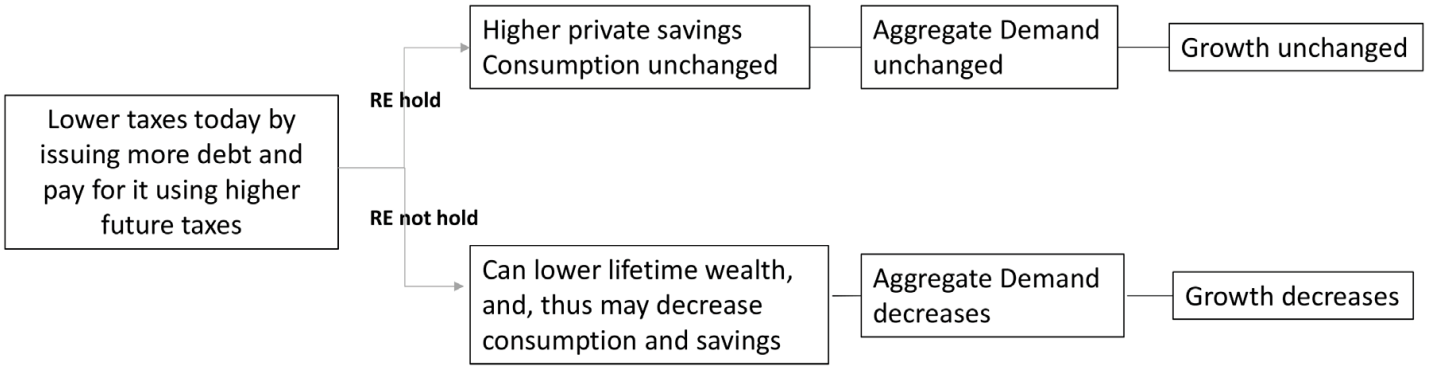 Higher private savings
Consumption unchanged
Aggregate Demand
unchanged
Growth unchanged
RE hold
Lower taxes today by
issuing more debt and
pay for it using higher
future taxes
RE not hold
Can lower lifetime wealth,
and, thus may decrease
consumption and savings
Aggregate Demand
decreases
Growth decreases